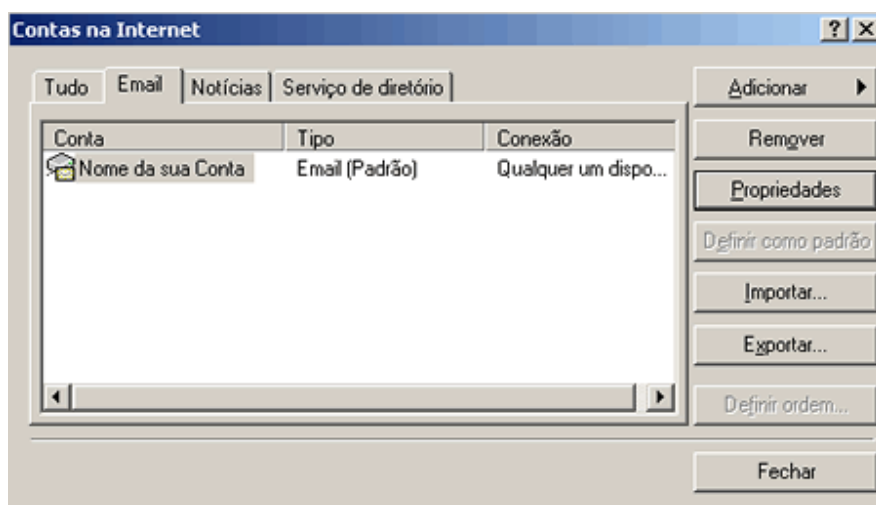 Contas na Internet
Tudo Email Notícias Serviço de diretório
Adicionar
Conta Tipo Conexão
Remover
Nome da sua Conta Email (Padrão) Qualquer um dispo...
Propriedades
Definir como padrão
Importar...
Exportar...
Definir ordem...
Fechar